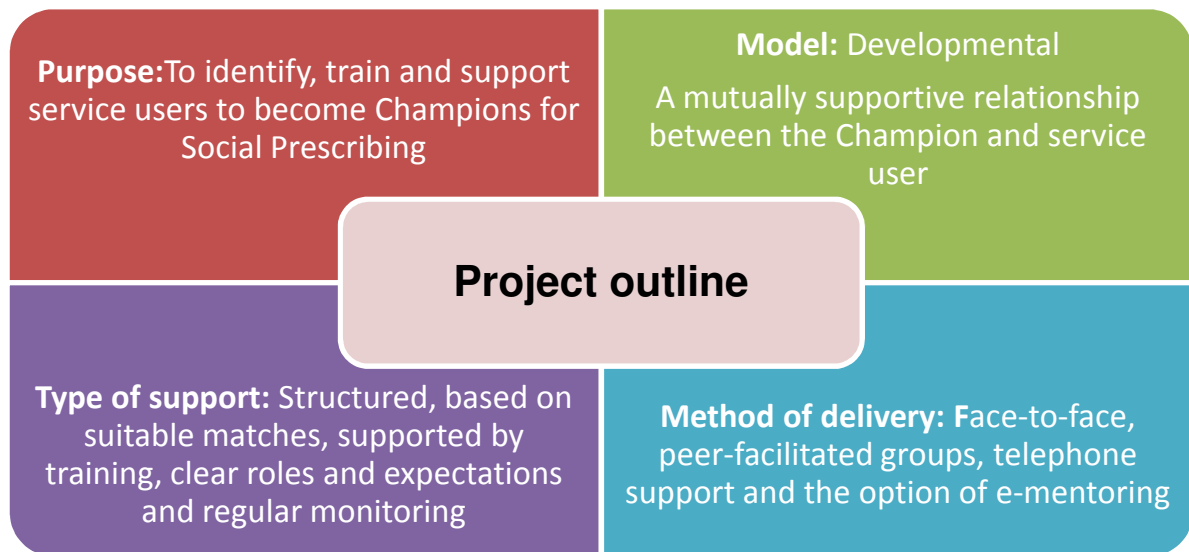 Purpose:To identify, train and support
service users to become Champions for
Social Prescribing
Model: Developmental
A mutually supportive relationship
between the Champion and service
user
Project outline
Type of support: Structured, based on
suitable matches, supported by
training, clear roles and expectations
and regular monitoring
Method of delivery: Face-to-face,
peer-facilitated groups, telephone
support and the option of e-mentoring